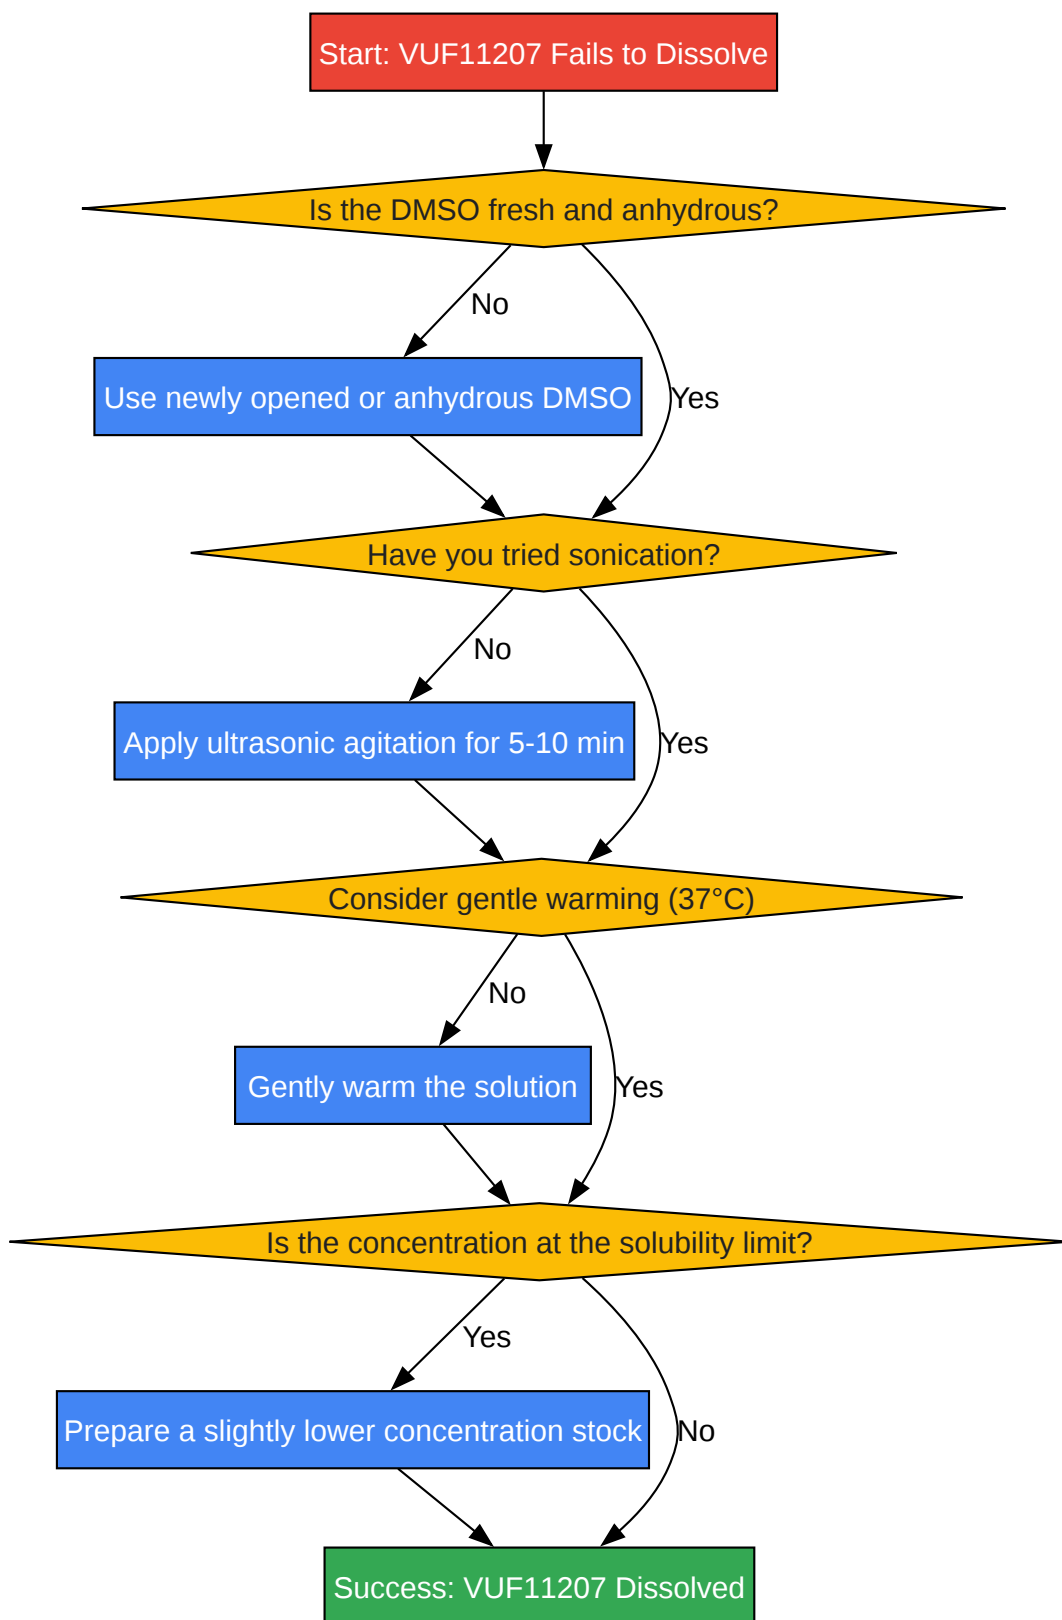 Start: VUF11207 Fails to Dissolve
Is the DMSO fresh and anhydrous?
No
Use newly opened or anhydrous DMSO
Yes
Have you tried sonication?
No
Apply ultrasonic agitation for 5-10 min
Yes
Consider gentle warming (37°C)
No
Gently warm the solution
Yes
Is the concentration at the solubility limit?
Yes
Prepare a slightly lower concentration stock
No
Success: VUF11207 Dissolved